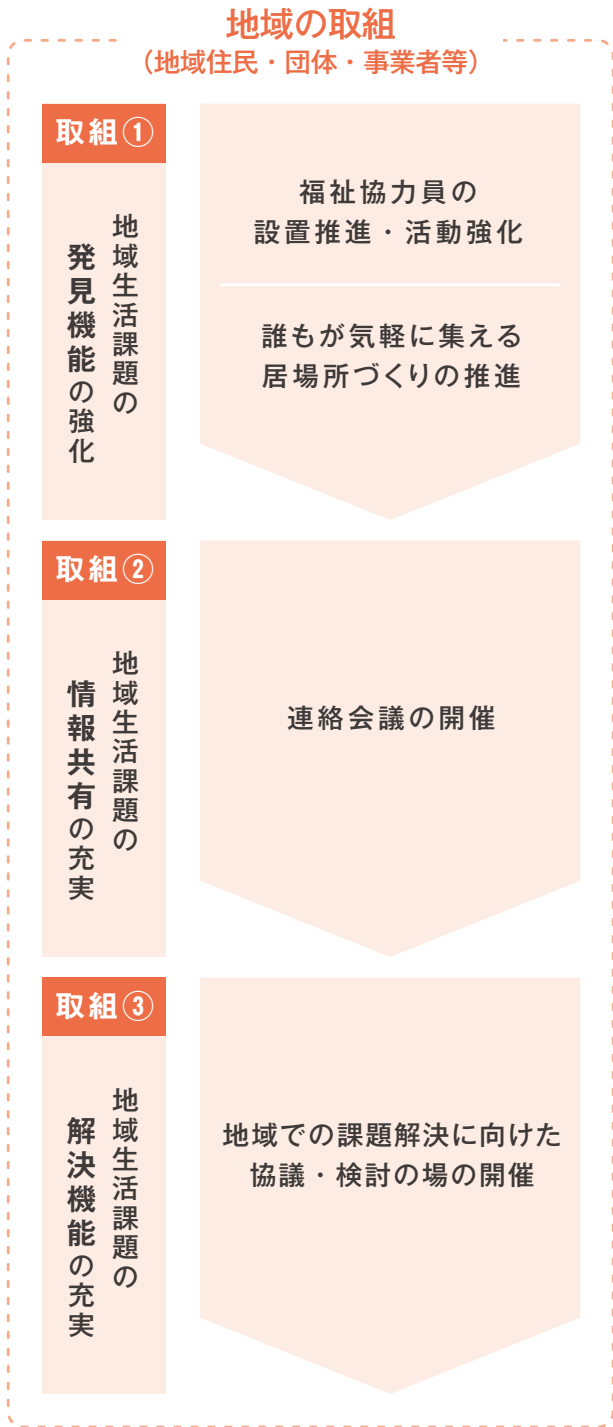 地域の取組
（地域住民・団体・事業者等）
取組①
地域生活課題の
発見機能の強化
福祉協力員の
設置推進・活動強化
誰もが気軽に集える
居場所づくりの推進
取組②
地域生活課題の
情報共有の充実
連絡会議の開催
取組③
地域生活課題の
解決機能の充実
地域での課題解決に向けた
協議・検討の場の開催